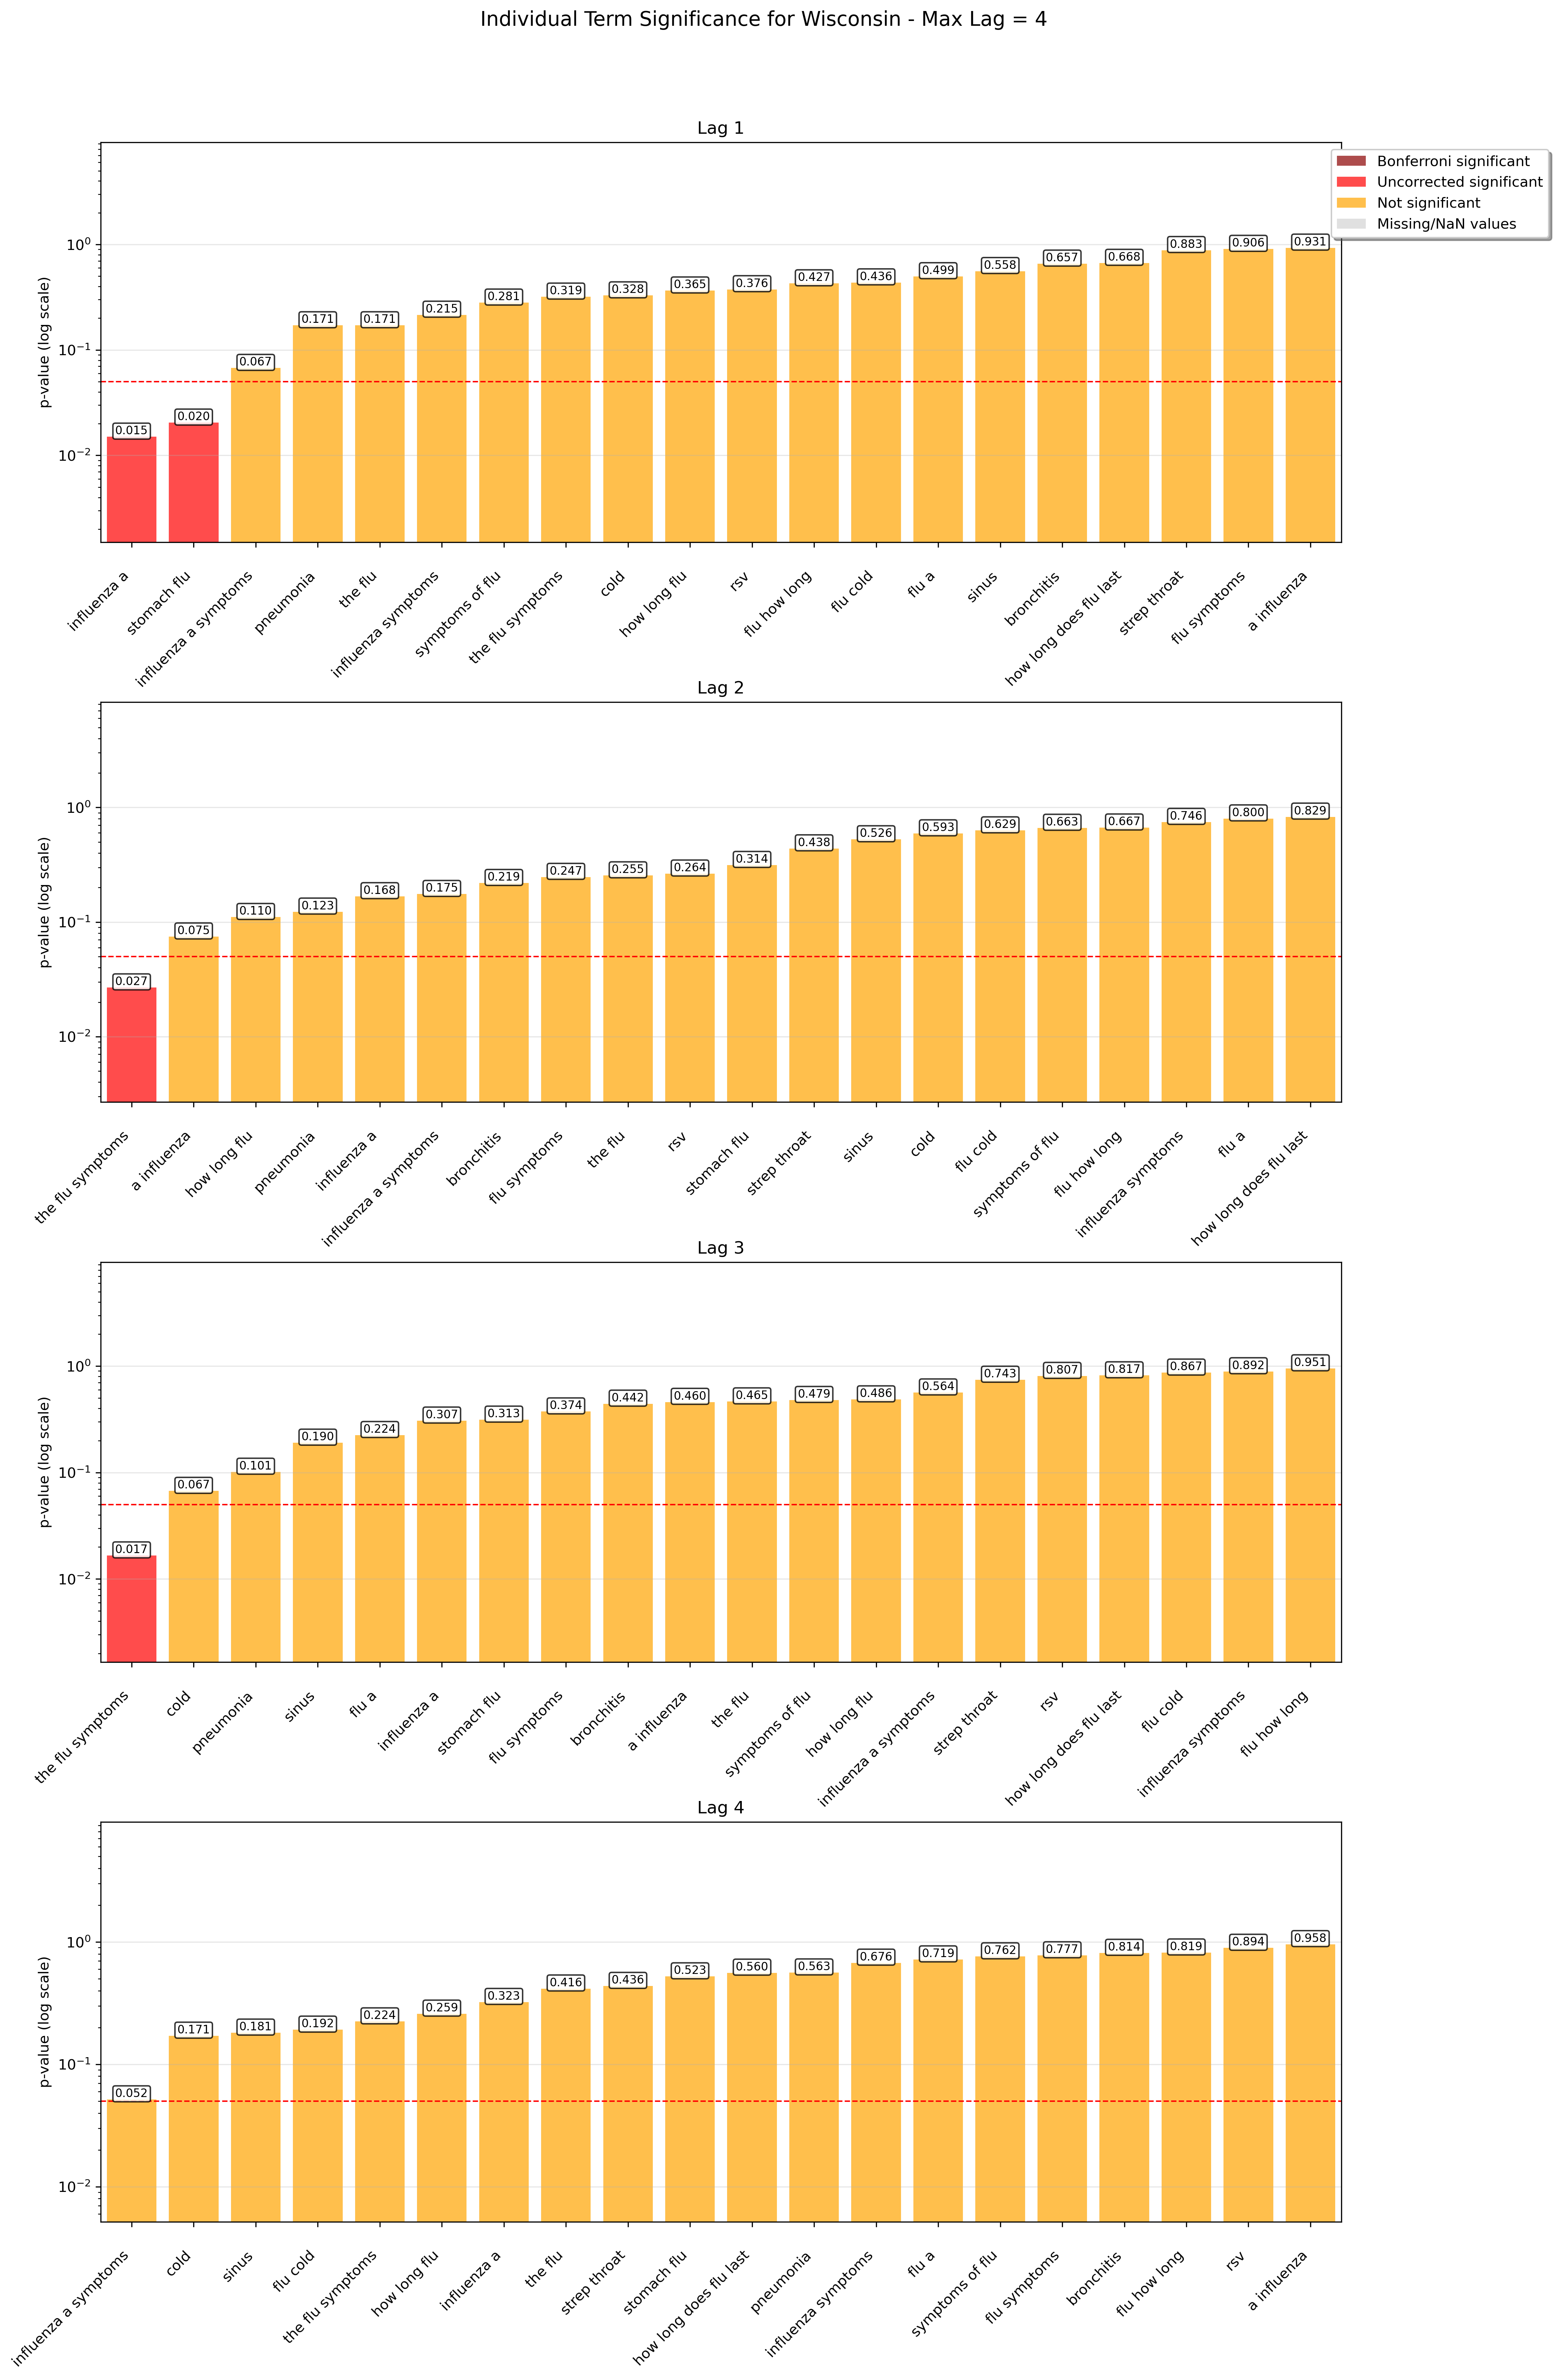 Individual Term Significance for Wisconsin - Max Lag = 4
Lag 1
Bonferroni significant
Uncorrected significant
Not significant
Missing/NaN values
p-value (log scale)
10⁰
10⁻¹
10⁻²
0.015 0.020 0.067 0.171 0.171 0.215 0.281 0.319 0.328 0.365 0.376 0.427 0.436 0.499 0.558 0.657 0.668 0.883 0.906 0.931
influenza a
stomach flu
influenza a symptoms
pneumonia
the flu
influenza symptoms
symptoms of flu
the flu symptoms
cold
how long flu
rsv
flu how long
flu cold
flu a
sinus
bronchitis
how long does flu last
strep throat
flu symptoms
a influenza
Lag 2
p-value (log scale)
10⁰
10⁻¹
10⁻²
0.027 0.075 0.110 0.123 0.168 0.175 0.219 0.247 0.255 0.264 0.314 0.438 0.526 0.593 0.629 0.663 0.667 0.746 0.800 0.829
the flu symptoms
a influenza
how long flu
pneumonia
influenza a
influenza a symptoms
bronchitis
flu symptoms
the flu
rsv
stomach flu
strep throat
sinus
cold
flu cold
symptoms of flu
flu how long
influenza symptoms
flu a
how long does flu last
Lag 3
p-value (log scale)
10⁰
10⁻¹
10⁻²
0.017 0.067 0.101 0.190 0.224 0.307 0.313 0.374 0.442 0.460 0.465 0.479 0.486 0.564 0.743 0.807 0.817 0.867 0.892 0.951
the flu symptoms
cold
pneumonia
sinus
flu a
influenza a
stomach flu
flu symptoms
bronchitis
a influenza
the flu
symptoms of flu
how long flu
influenza a symptoms
strep throat
rsv
how long does flu last
flu cold
influenza symptoms
flu how long
Lag 4
p-value (log scale)
10⁰
10⁻¹
10⁻²
0.052 0.171 0.181 0.192 0.224 0.259 0.323 0.416 0.436 0.523 0.560 0.563 0.676 0.719 0.762 0.777 0.814 0.819 0.894 0.958
influenza a symptoms
cold
sinus
flu cold
the flu symptoms
how long flu
influenza a
the flu
strep throat
stomach flu
how long does flu last
pneumonia
influenza symptoms
flu a
symptoms of flu
flu symptoms
bronchitis
flu how long
rsv
a influenza